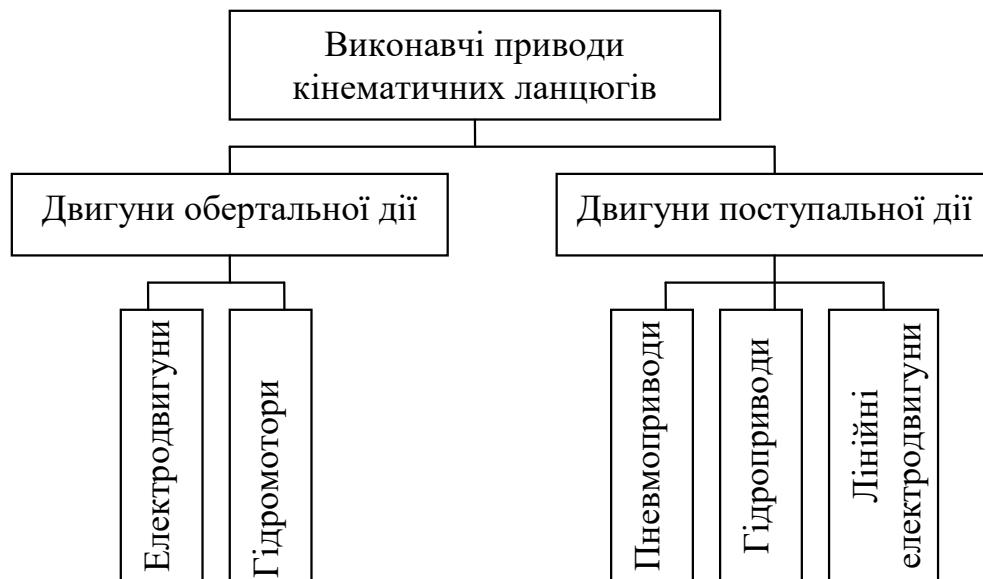 Виконавчі приводи
кінематичних ланцюгів
Двигуни обертальної дії
Двигуни поступальної дії
Електродвигуни
Гідромотори
Пневмоприводи
Гідроприводи
Лінійні
електродвигуни